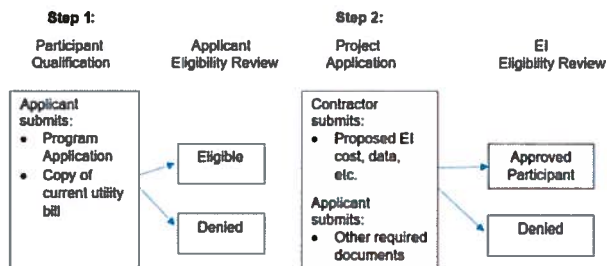 Step 1:
Participant
Qualification
Applicant
Eligibility Review
Applicant
submits:
• Program
Application
• Copy of
current utility
bill
Eligible
Denied
Step 2:
Project
Application
EI
Eligibility Review
Contractor
submits:
• Proposed EI
cost, data,
etc.
Applicant
submits:
• Other required
documents
Approved
Participant
Denied